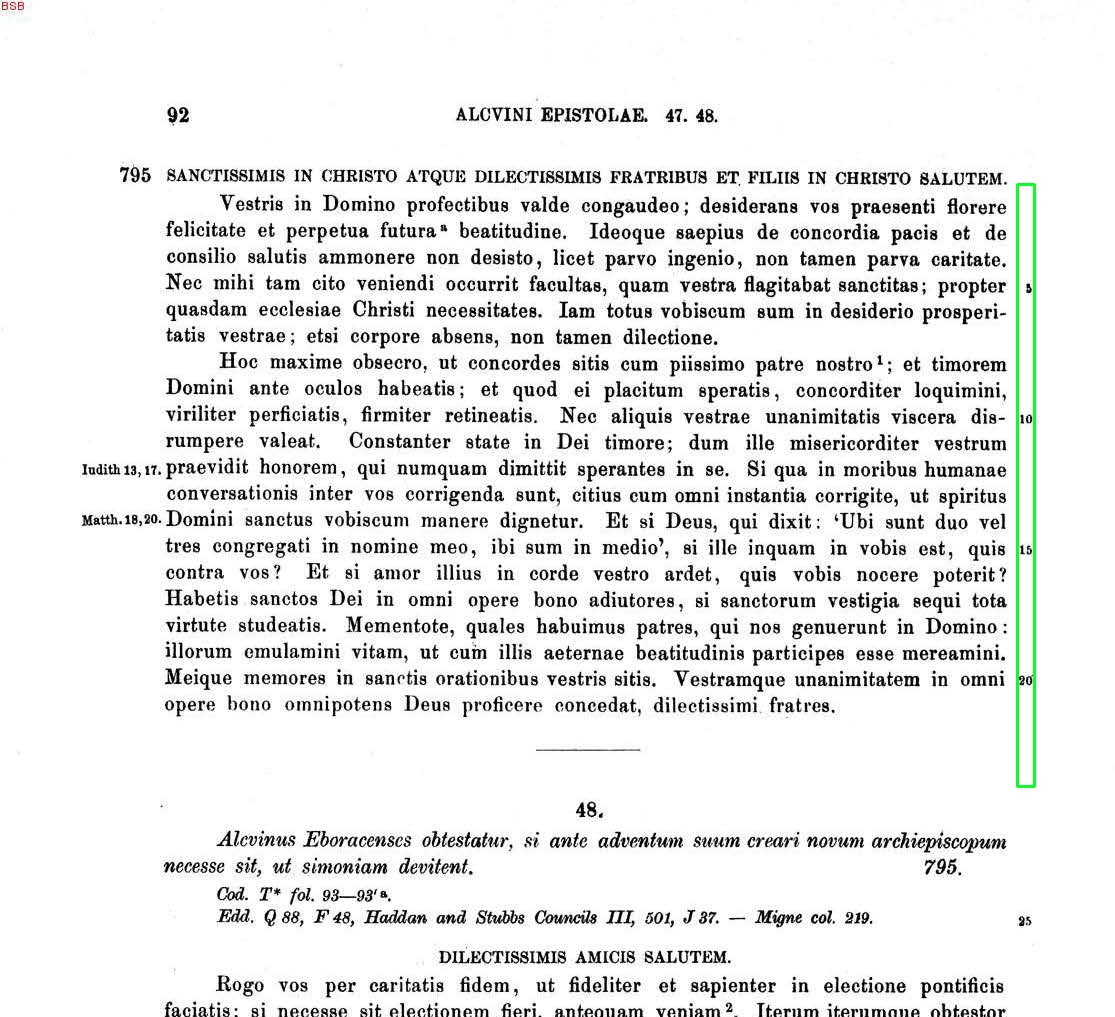 BSB
92 ALCVINI EPISTOLAE. 47. 48.
795 SANCTISSIMIS IN CHRISTO ATQUE DILECTISSIMIS FRATRIBUS ET FILIIS IN CHRISTO SALUTEM.
Vestris in Domino profectibus valde congaudeo; desiderans vos praesenti florere
felicitate et perpetua futura ª beatitudine. Ideoque saepius de concordia pacis et de
consilio salutis ammonere non desisto, licet parvo ingenio, non tamen parva caritate.
Nec mihi tam cito veniendi occurrit facultas, quam vestra flagitabat sanctitas; propter 5
quasdam ecclesiae Christi necessitates. Iam totus vobiscum sum in desiderio prosperi-
tatis vestrae; etsi corpore absens, non tamen dilectione.
Hoc maxime obsecro, ut concordes sitis cum piissimo patre nostro ¹; et timorem
Domini ante oculos habeatis; et quod ei placitum speratis, concorditer loquimini,
viriliter perficiatis, firmiter retineatis. Nec aliquis vestrae unanimitatis viscera dis- 10
rumpere valeat. Constanter state in Dei timore; dum ille misericorditer vestrum
Iudith 13, 17. praevidit honorem, qui numquam dimittit sperantes in se. Si qua in moribus humanae
conversationis inter vos corrigenda sunt, citius cum omni instantia corrigite, ut spiritus
Matth. 18, 20. Domini sanctus vobiscum manere dignetur. Et si Deus, qui dixit: ‘Ubi sunt duo vel
tres congregati in nomine meo, ibi sum in medio’, si ille inquam in vobis est, quis 15
contra vos? Et si amor illius in corde vestro ardet, quis vobis nocere poterit?
Habetis sanctos Dei in omni opere bono adiutores, si sanctorum vestigia sequi tota
virtute studeatis. Mementote, quales habuimus patres, qui nos genuerunt in Domino:
illorum emulamini vitam, ut cum illis aeternae beatitudinis participes esse mereamini.
Meique memores in sanctis orationibus vestris sitis. Vestramque unanimitatem in omni 20
opere bono omnipotens Deus proficere concedat, dilectissimi fratres.
48.
Alcvinus Eboracenses obtestatur, si ante adventum suum creari novum archiepiscopum
necesse sit, ut simoniam devitent. 795.
Cod. T* fol. 93—93' ª.
Edd. Q 88, F 48, Haddan and Stubbs Councils III, 501, J 37. — Migne col. 219. 25
DILECTISSIMIS AMICIS SALUTEM.
Rogo vos per caritatis fidem, ut fideliter et sapienter in electione pontificis
faciatis; si necesse sit electionem fieri, antequam veniam ². Iterum iterumque obtestor